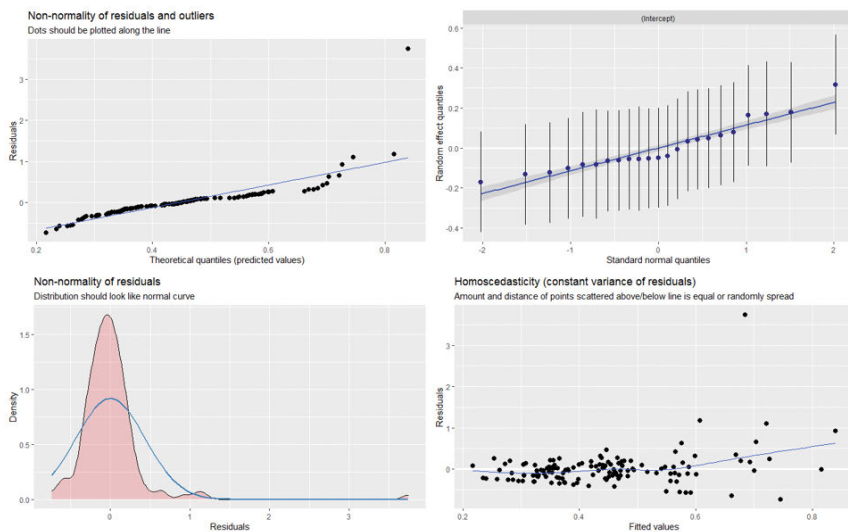 Non-normality of residuals and outliers
Dots should be plotted along the line
Residuals
3
2
1
0
0.2
0.4
0.6
0.8
Theoretical quantiles (predicted values)
(Intercept)
Random effect quantiles
0.6
0.4
0.2
0.0
-0.2
-0.4
-2
-1
0
1
2
Standard normal quantiles
Non-normality of residuals
Distribution should look like normal curve
Density
1.5
1.0
0.5
0.0
0
1
2
3
Residuals
Homoscedasticity (constant variance of residuals)
Amount and distance of points scattered above/below line is equal or randomly spread
Residuals
3
2
1
0
0.2
0.4
0.6
0.8
Fitted values